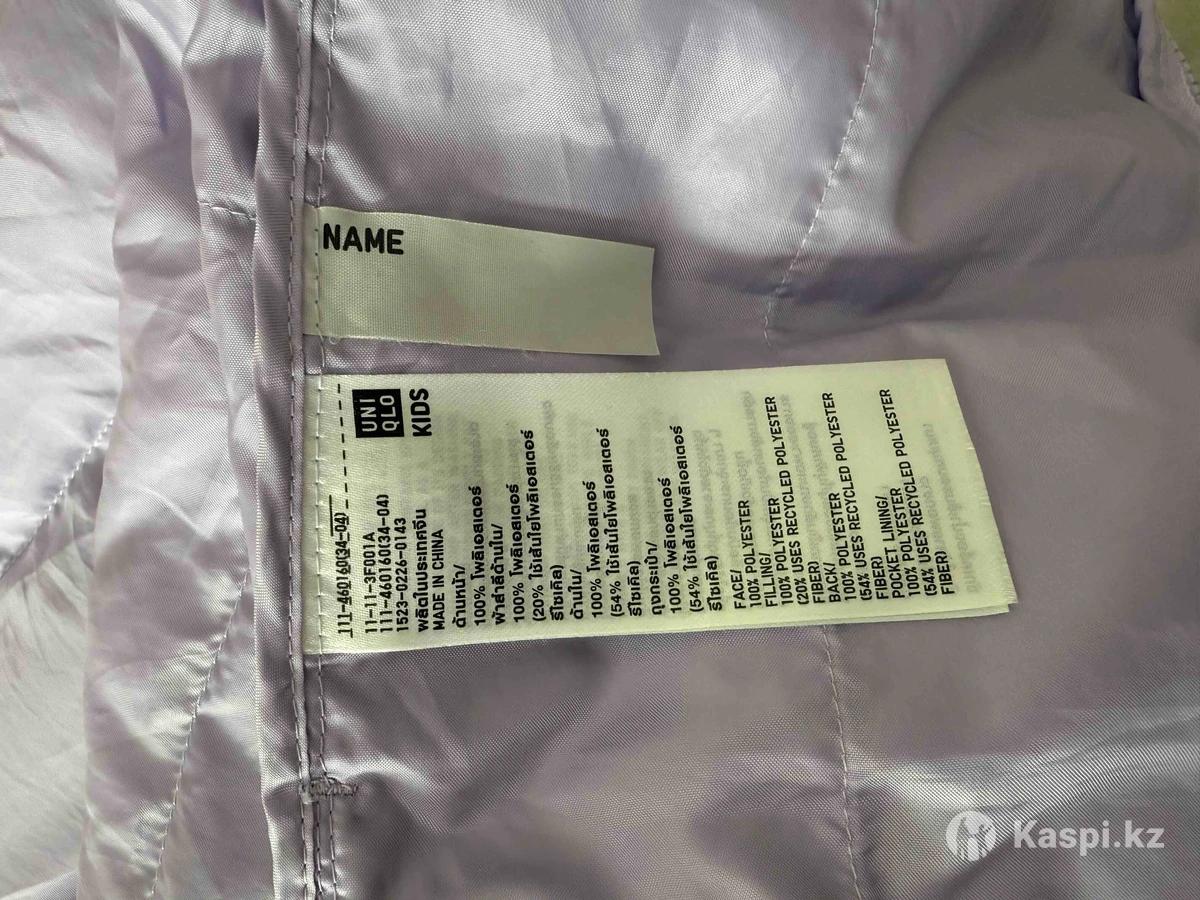 NAME
111-460160(34-04)
UNI
QLO
KIDS
11-11-3F001A
111-460160(34-04)
1523-0226-0143
ผลิตในประเทศจีน
MADE IN CHINA
ด้านหน้า/
100% โพลิเอสเตอร์
ผ้าสำลีด้านใน/
100% โพลิเอสเตอร์
(20% ใช้เส้นใยโพลิเอสเตอร์
รีไซเคิล)
ด้านใน/
100% โพลิเอสเตอร์
(54% ใช้เส้นใยโพลิเอสเตอร์
รีไซเคิล)
ถุงกระเป๋า/
100% โพลิเอสเตอร์
(54% ใช้เส้นใยโพลิเอสเตอร์
รีไซเคิล)
FACE/
100% POLYESTER
FILLING/
100% POLYESTER
(20% USES RECYCLED POLYESTER
FIBER)
BACK/
100% POLYESTER
(54% USES RECYCLED POLYESTER
FIBER)
POCKET LINING/
100% POLYESTER
(54% USES RECYCLED POLYESTER
FIBER)
Kaspi.kz